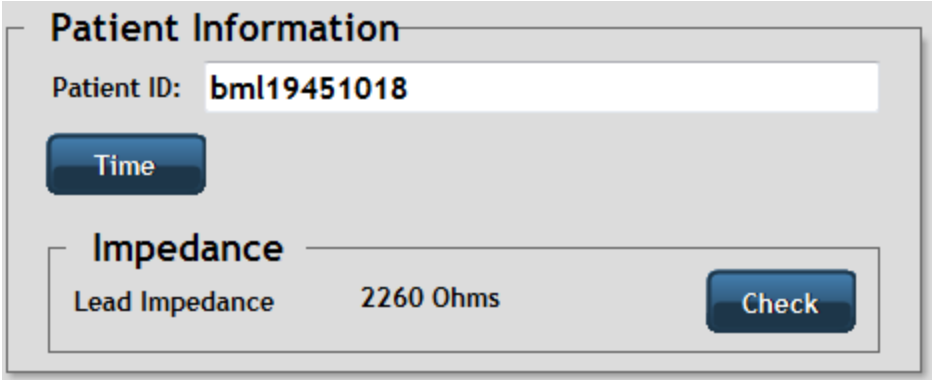 Patient Information
Patient ID: bml19451018
Time
Impedance
Lead Impedance 2260 Ohms Check